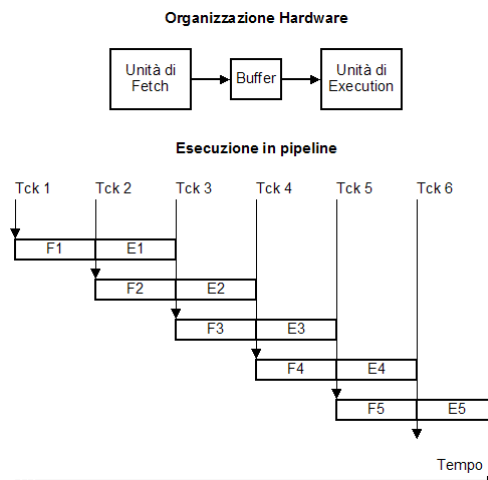 Organizzazione Hardware
Unità di
Fetch
Buffer
Unità di
Execution
Esecuzione in pipeline
Tck 1 Tck 2 Tck 3 Tck 4 Tck 5 Tck 6
F1 E1
F2 E2
F3 E3
F4 E4
F5 E5
Tempo